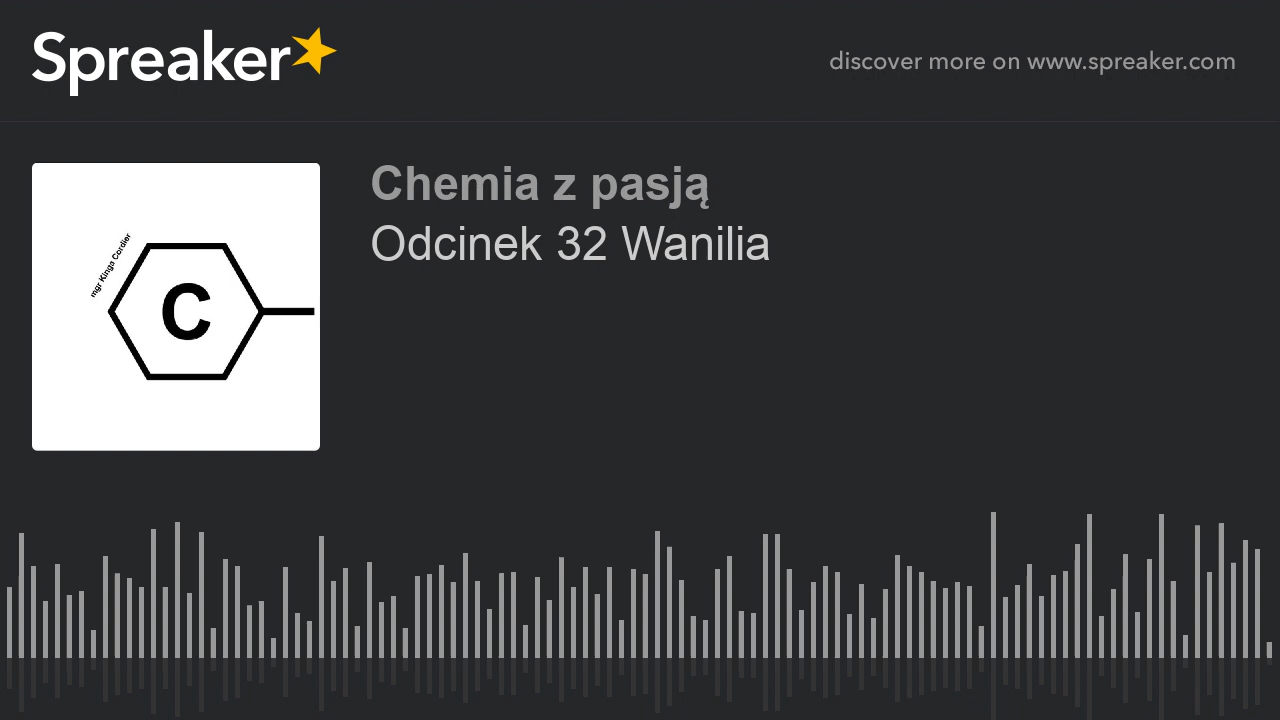 Spreaker
discover more on www.spreaker.com
Chemia z pasją
Odcinek 32 Wanilia
mgr Kinga Cordier
C